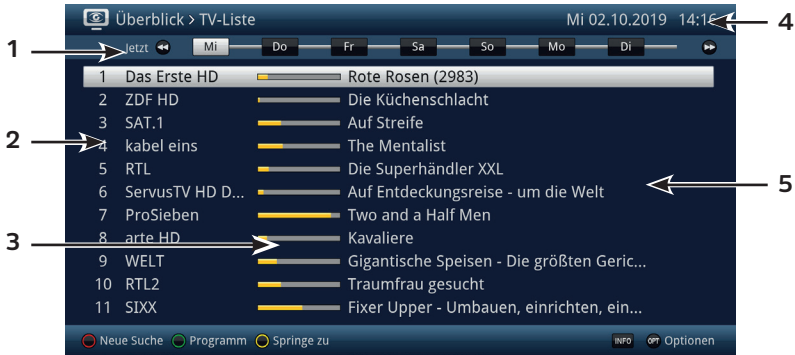 Überblick > TV-Liste Mi 02.10.2019 4
1 Jetzt Mi Do Fr Sa So Mo Di
1 Das Erste HD Rote Rosen (2983)
2 ZDF HD Die Küchenschlacht
3 SAT.1 Auf Streife
2 4 kabel eins The Mentalist
5 RTL Die Superhändler XXL
6 ServusTV HD D... Auf Entdeckungsreise - um die Welt 5
7 ProSieben Two and a Half Men
3 8 arte HD Kavaliere
9 WELT Gigantische Speisen - Die größten Geric...
10 RTL2 Traumfrau gesucht
11 SIXX Fixer Upper - Umbauen, einrichten, ein...
Neue Suche Programm Springe zu INFO OPT Optionen